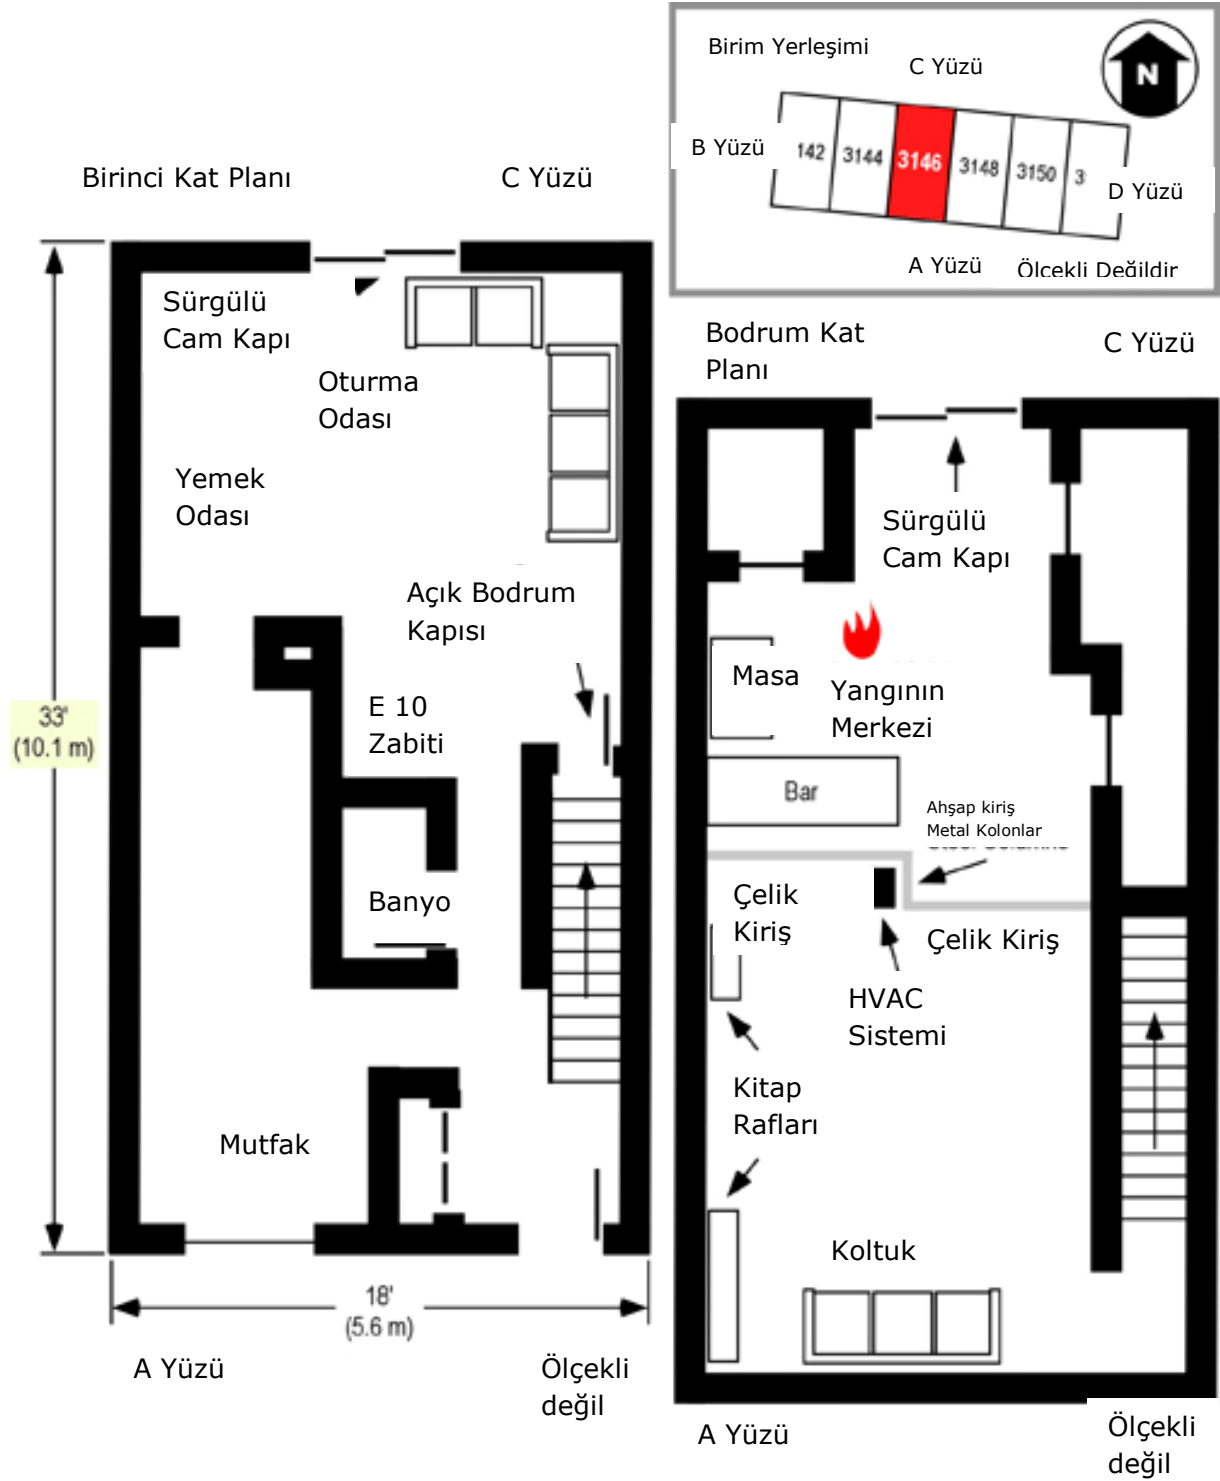 Birim Yerleşimi
C Yüzü
N
B Yüzü
142
3144
3146
3148
3150
3
D Yüzü
A Yüzü
Ölçekli Değildir
Birinci Kat Planı
C Yüzü
Sürgülü
Cam Kapı
Oturma
Odası
Yemek
Odası
Açık Bodrum
Kapısı
E 10
Zabiti
33'
(10.1 m)
Banyo
Mutfak
18'
(5.6 m)
A Yüzü
Ölçekli
değil
Bodrum Kat
Planı
C Yüzü
Sürgülü
Cam Kapı
Masa
Yangının
Merkezi
Bar
Ahşap kiriş
Metal Kolonlar
Çelik
Kiriş
Çelik Kiriş
HVAC
Sistemi
Kitap
Rafları
Koltuk
A Yüzü
Ölçekli
değil